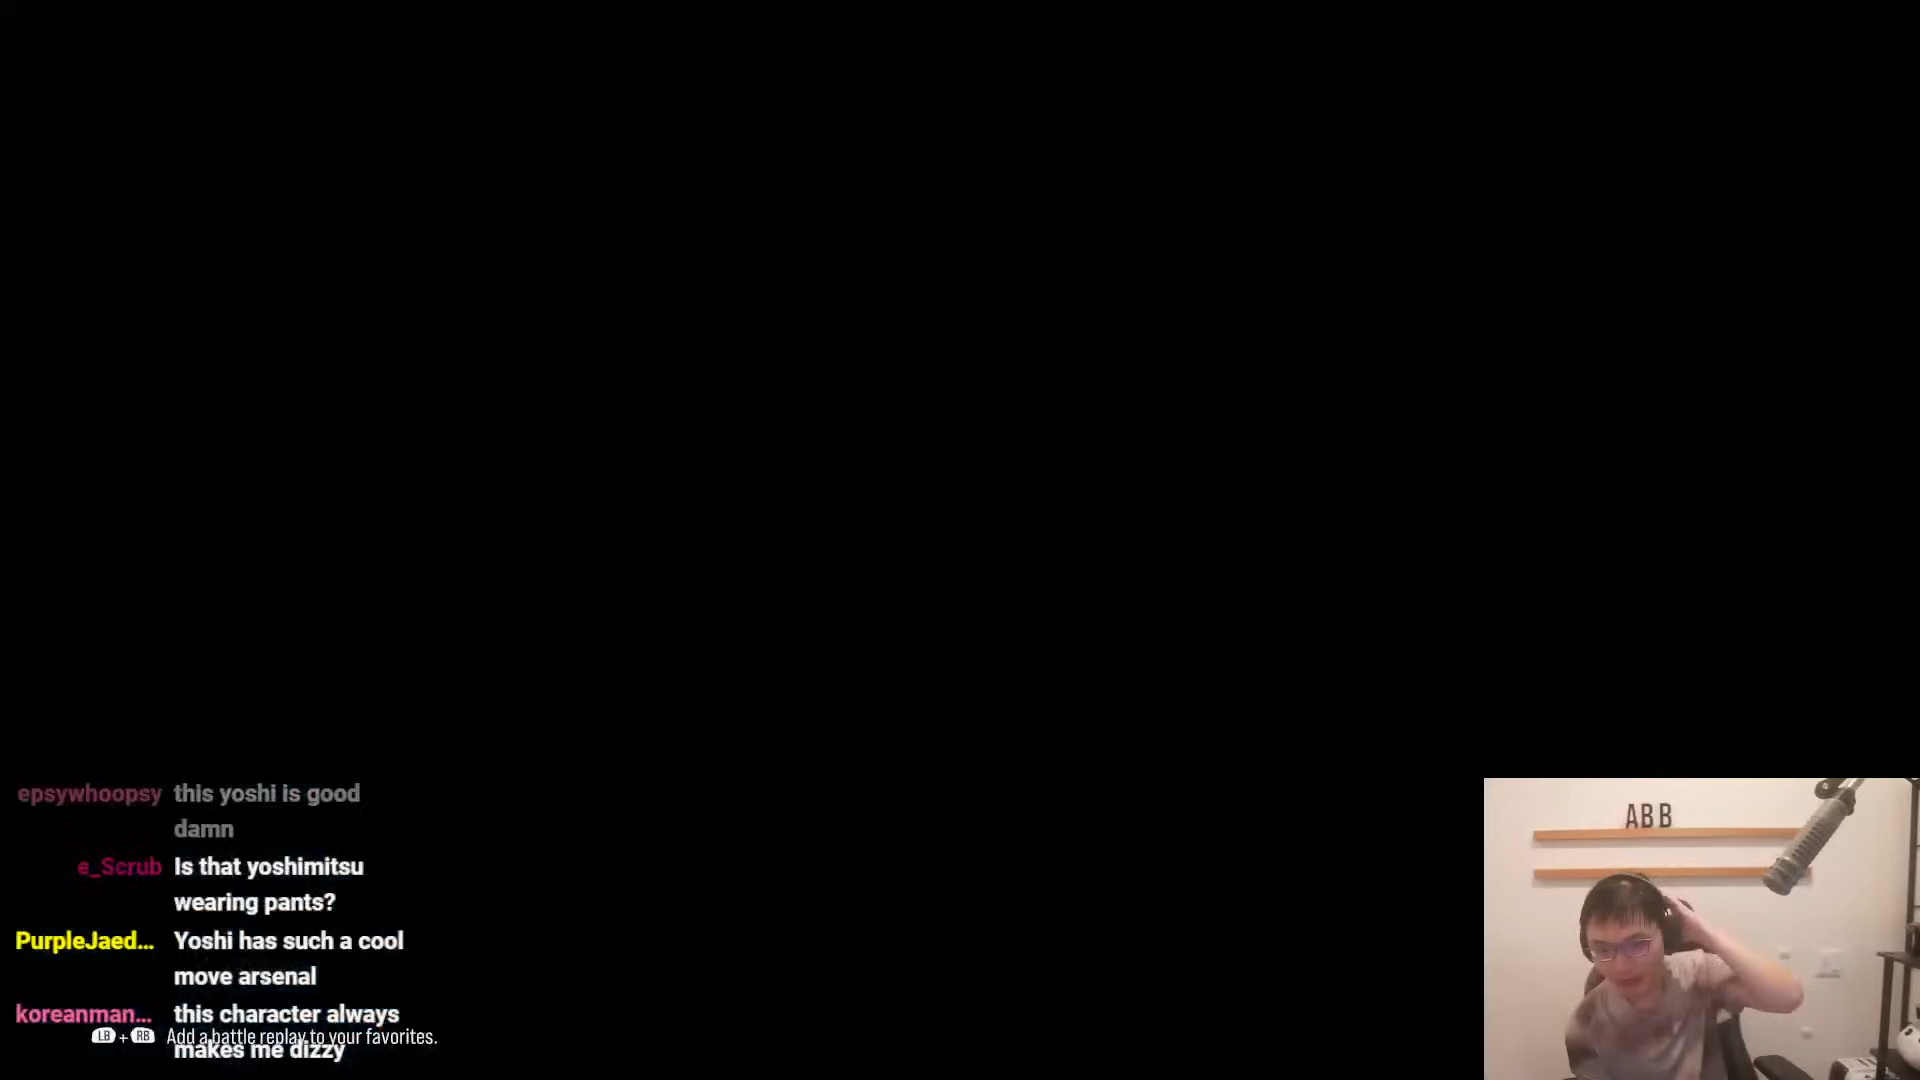 epsywhoopsy this yoshi is good
damn
e_Scrub Is that yoshimitsu
wearing pants?
PurpleJaed... Yoshi has such a cool
move arsenal
koreanman... this character always
LB + RB Add a battle replay to your favorites.
makes me dizzy
ABB